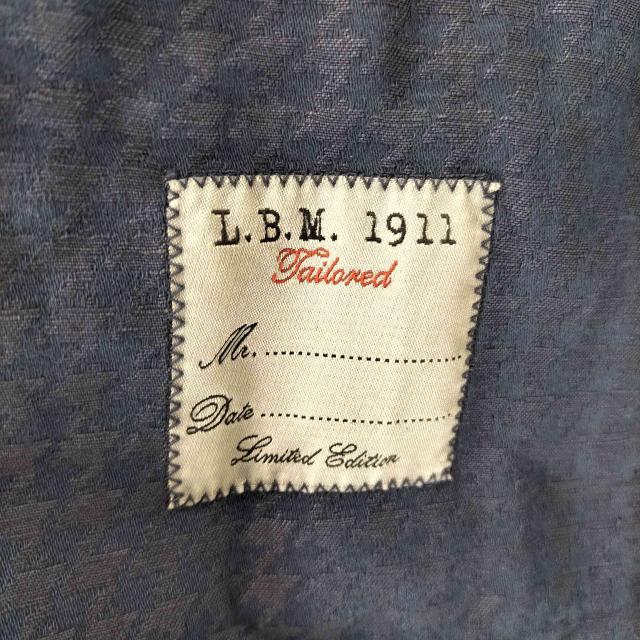 L.B.M. 1911
Tailored
Mr. ..............................
Date ..............................
Limited Edition